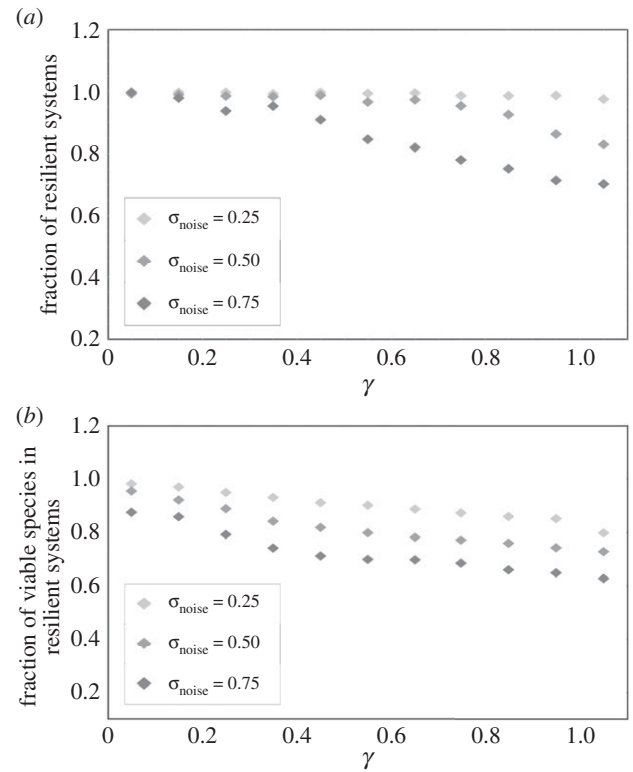 (a)
1.2
1.0
0.8
0.6
0.4
0.2
fraction of resilient systems
σnoise = 0.25
σnoise = 0.50
σnoise = 0.75
0 0.2 0.4 0.6 0.8 1.0
γ
(b)
1.2
1.0
0.8
0.6
0.4
0.2
fraction of viable species in
resilient systems
σnoise = 0.25
σnoise = 0.50
σnoise = 0.75
0 0.2 0.4 0.6 0.8 1.0
γ